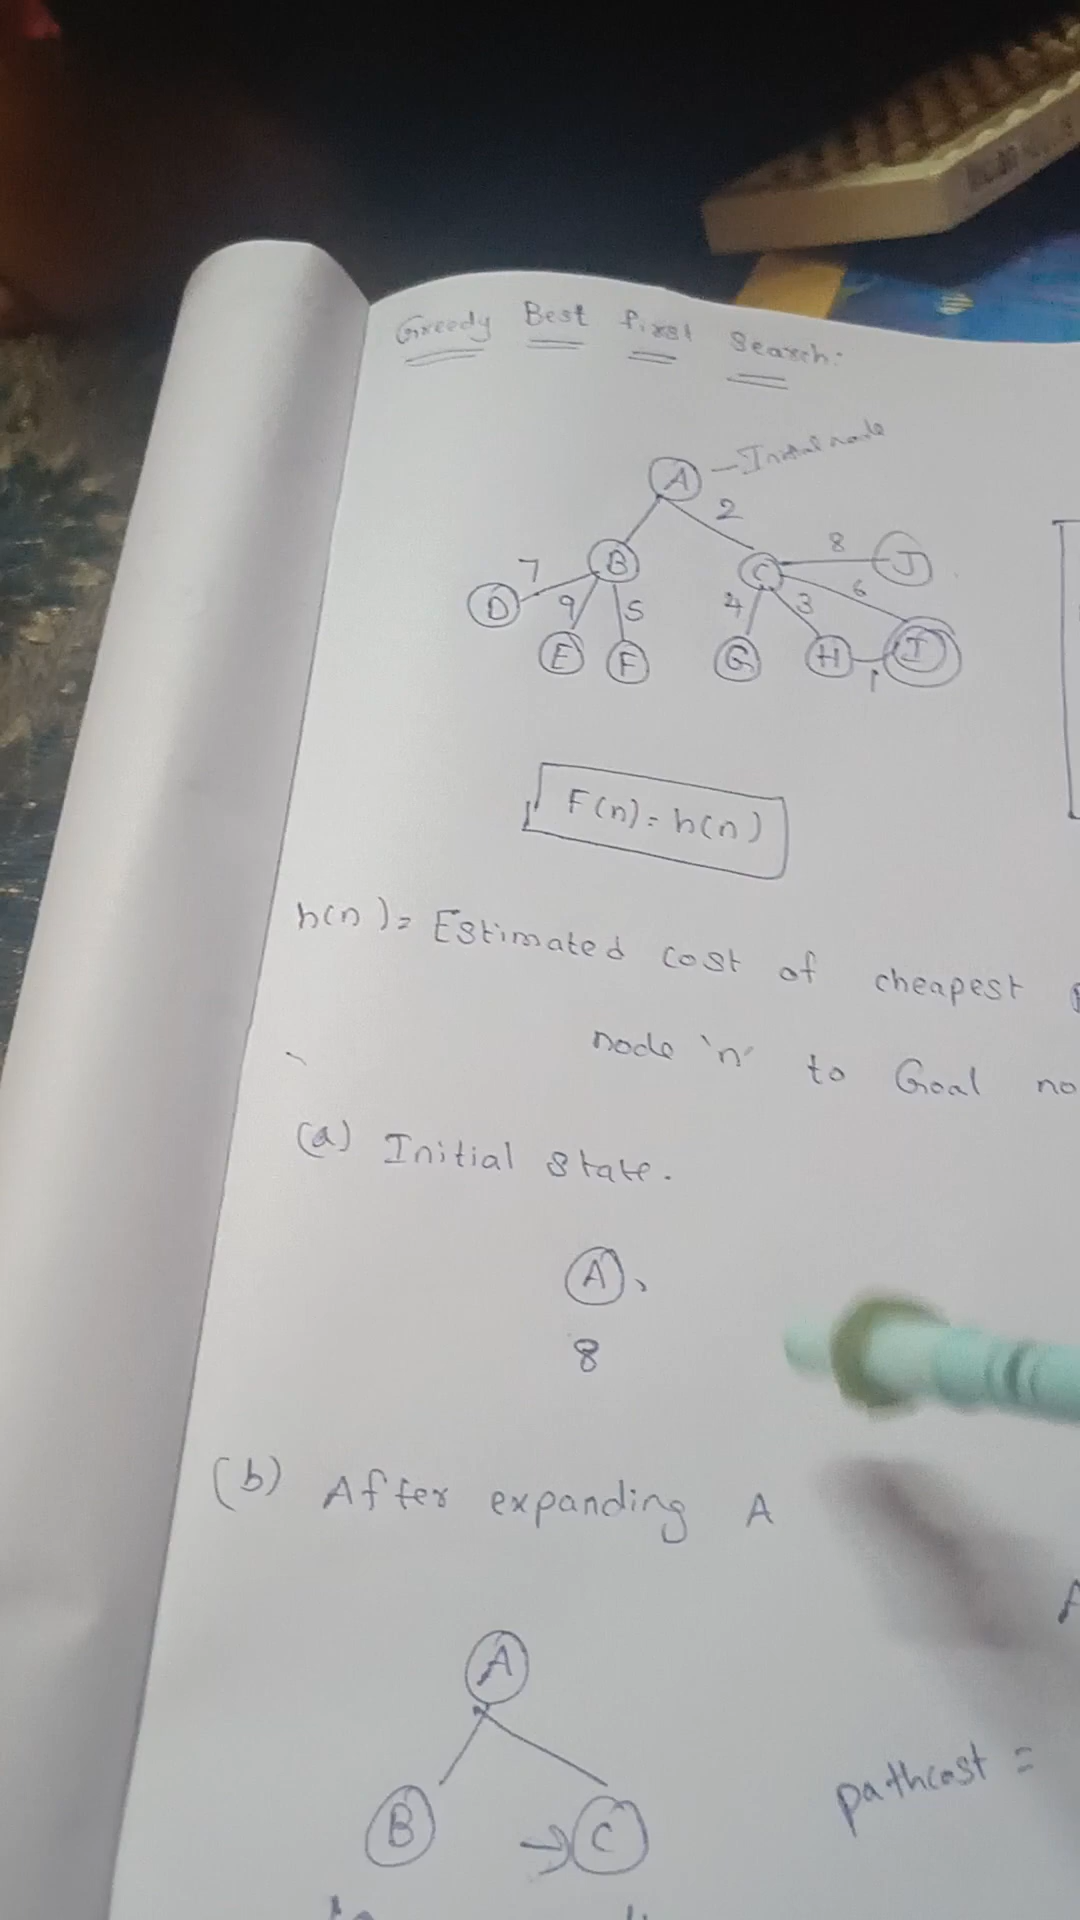 Greedy Best first Search:
A - Initial node
2
B
C
8
J
7
D
9
5
4
3
6
E
F
G
H
I
1
F(n) = h(n)
h(n) = Estimated cost of cheapest
node 'n' to Goal no
(a) Initial state.
A
8
(b) After expanding A
A
pathcost =
B
C